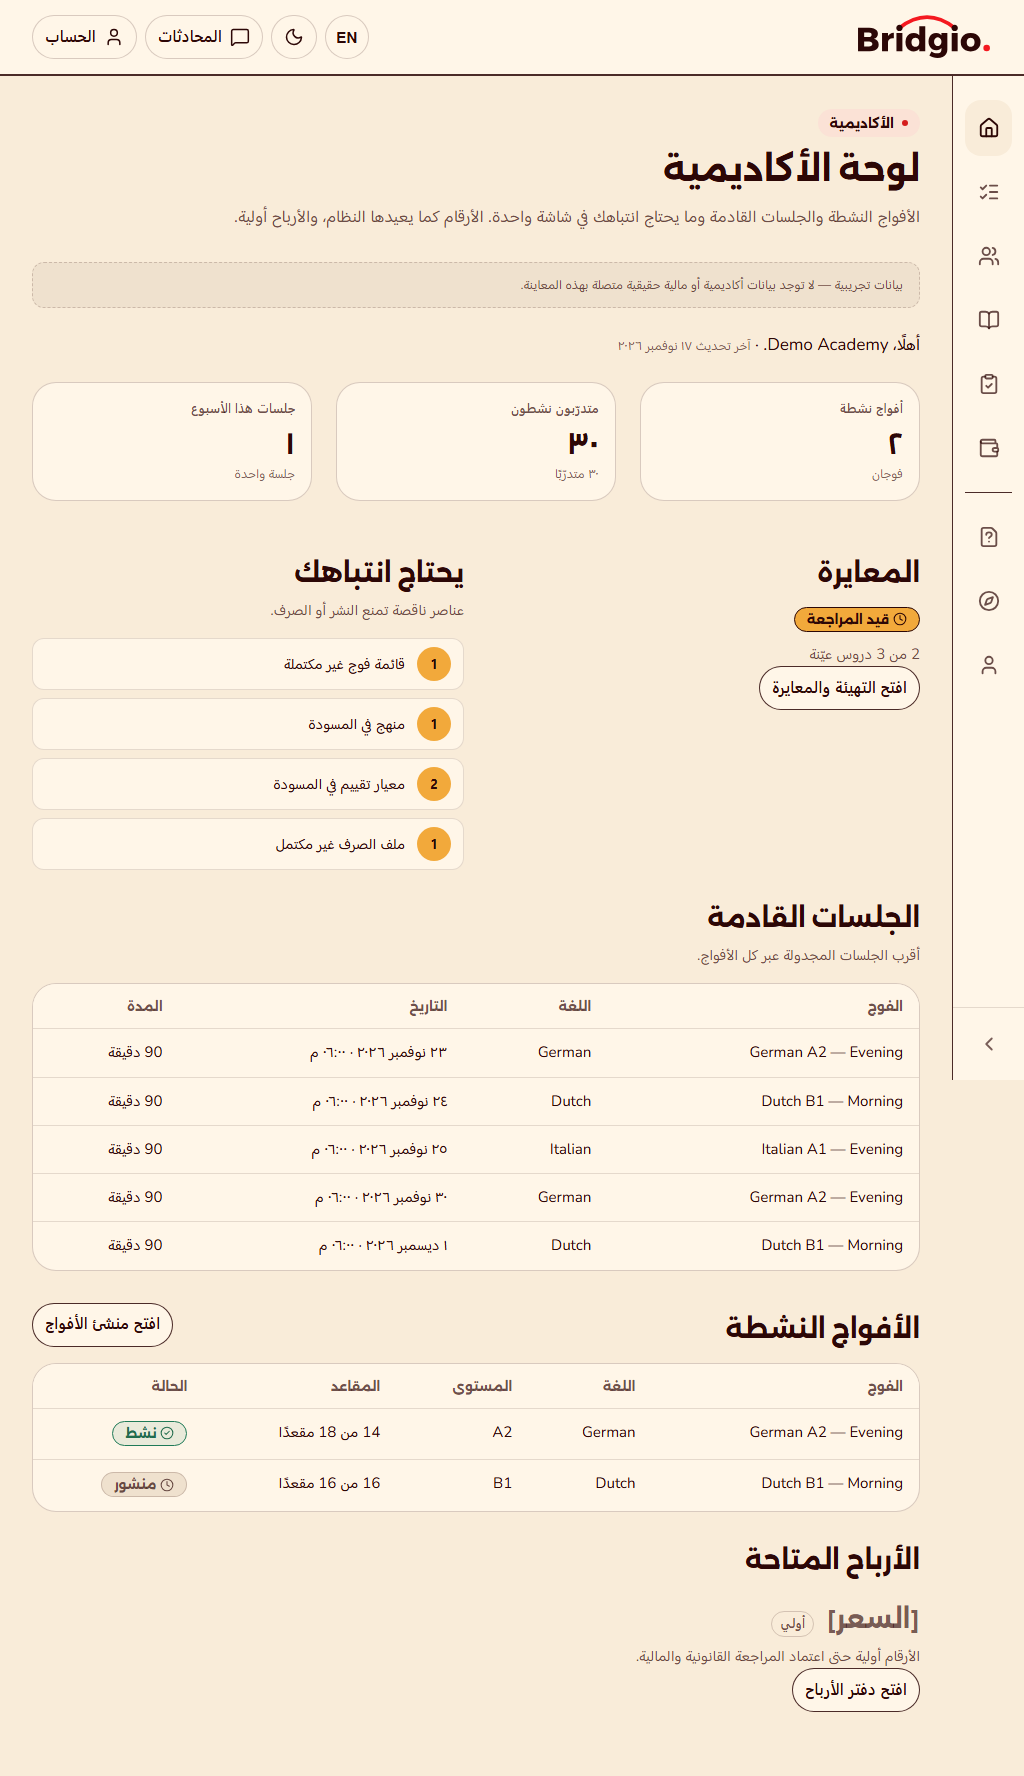 Bridgio.
EN
المحادثات
الحساب
الأكاديمية
لوحة الأكاديمية
الأفواج النشطة والجلسات القادمة وما يحتاج انتباهك في شاشة واحدة. الأرقام كما يعيدها النظام، والأرباح أولية.
بيانات تجريبية — لا توجد بيانات أكاديمية أو مالية حقيقية متصلة بهذه المعاينة.
أهلًا، Demo Academy. · آخر تحديث ١٧ نوفمبر ٢٠٢٦
أفواج نشطة
٢
فوجان
متدرّبون نشطون
٣٠
٣٠ متدرّبًا
جلسات هذا الأسبوع
١
جلسة واحدة
المعايرة
قيد المراجعة
2 من 3 دروس عيّنة
افتح التهيئة والمعايرة
يحتاج انتباهك
عناصر ناقصة تمنع النشر أو الصرف.
1 قائمة فوج غير مكتملة
1 منهج في المسودة
2 معيار تقييم في المسودة
1 ملف الصرف غير مكتمل
الجلسات القادمة
أقرب الجلسات المجدولة عبر كل الأفواج.
الفوج اللغة التاريخ المدة
German A2 — Evening German ٢٣ نوفمبر ٢٠٢٦ · ٠٦:٠٠ م 90 دقيقة
Dutch B1 — Morning Dutch ٢٤ نوفمبر ٢٠٢٦ · ٠٦:٠٠ م 90 دقيقة
Italian A1 — Evening Italian ٢٥ نوفمبر ٢٠٢٦ · ٠٦:٠٠ م 90 دقيقة
German A2 — Evening German ٣٠ نوفمبر ٢٠٢٦ · ٠٦:٠٠ م 90 دقيقة
Dutch B1 — Morning Dutch ١ ديسمبر ٢٠٢٦ · ٠٦:٠٠ م 90 دقيقة
الأفواج النشطة
افتح منشئ الأفواج
الفوج اللغة المستوى المقاعد الحالة
German A2 — Evening German A2 14 من 18 مقعدًا نشط
Dutch B1 — Morning Dutch B1 16 من 16 مقعدًا منشور
الأرباح المتاحة
[السعر] أولي
الأرقام أولية حتى اعتماد المراجعة القانونية والمالية.
افتح دفتر الأرباح